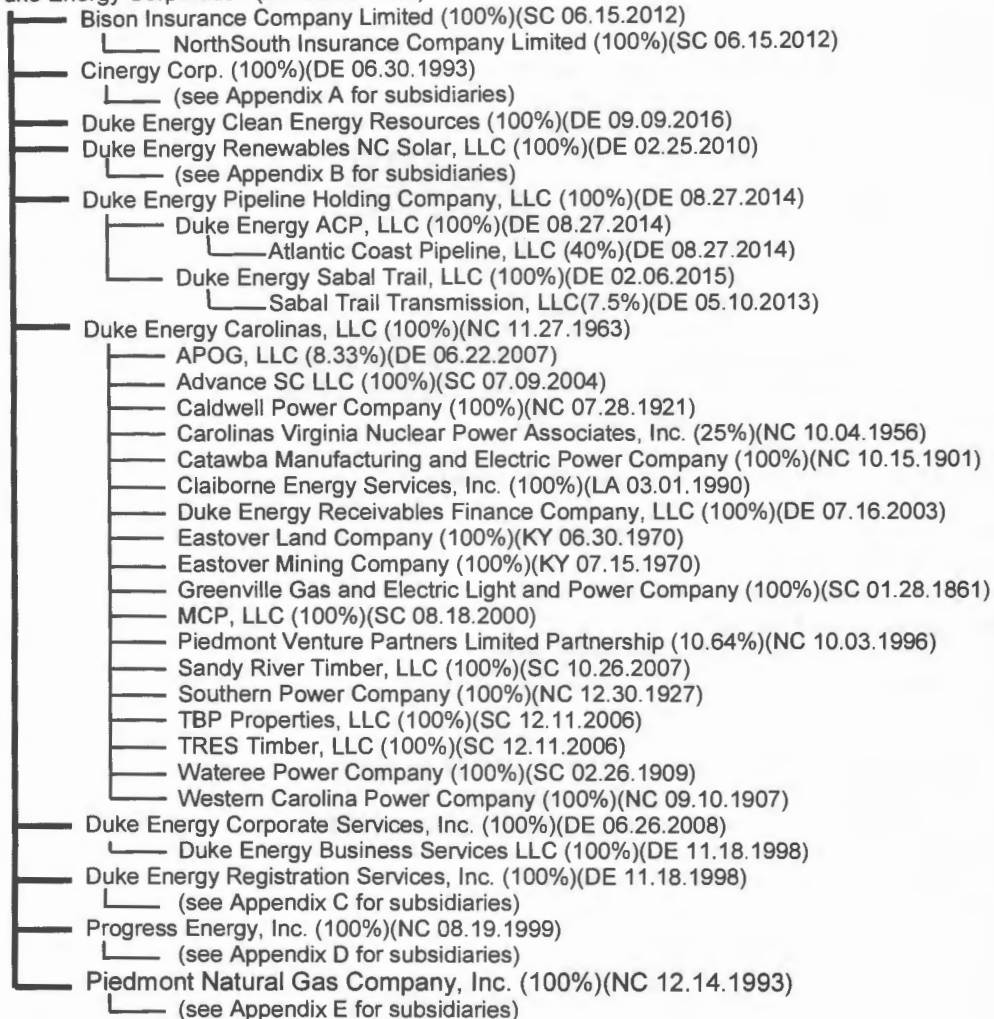 Bison Insurance Company Limited (100%)(SC 06.15.2012)
NorthSouth Insurance Company Limited (100%)(SC 06.15.2012)
Cinergy Corp. (100%)(DE 06.30.1993)
(see Appendix A for subsidiaries)
Duke Energy Clean Energy Resources (100%)(DE 09.09.2016)
Duke Energy Renewables NC Solar, LLC (100%)(DE 02.25.2010)
(see Appendix B for subsidiaries)
Duke Energy Pipeline Holding Company, LLC (100%)(DE 08.27.2014)
Duke Energy ACP, LLC (100%)(DE 08.27.2014)
Atlantic Coast Pipeline, LLC (40%)(DE 08.27.2014)
Duke Energy Sabal Trail, LLC (100%)(DE 02.06.2015)
Sabal Trail Transmission, LLC(7.5%)(DE 05.10.2013)
Duke Energy Carolinas, LLC (100%)(NC 11.27.1963)
APOG, LLC (8.33%)(DE 06.22.2007)
Advance SC LLC (100%)(SC 07.09.2004)
Caldwell Power Company (100%)(NC 07.28.1921)
Carolinas Virginia Nuclear Power Associates, Inc. (25%)(NC 10.04.1956)
Catawba Manufacturing and Electric Power Company (100%)(NC 10.15.1901)
Claiborne Energy Services, Inc. (100%)(LA 03.01.1990)
Duke Energy Receivables Finance Company, LLC (100%)(DE 07.16.2003)
Eastover Land Company (100%)(KY 06.30.1970)
Eastover Mining Company (100%)(KY 07.15.1970)
Greenville Gas and Electric Light and Power Company (100%)(SC 01.28.1861)
MCP, LLC (100%)(SC 08.18.2000)
Piedmont Venture Partners Limited Partnership (10.64%)(NC 10.03.1996)
Sandy River Timber, LLC (100%)(SC 10.26.2007)
Southern Power Company (100%)(NC 12.30.1927)
TBP Properties, LLC (100%)(SC 12.11.2006)
TRES Timber, LLC (100%)(SC 12.11.2006)
Wateree Power Company (100%)(SC 02.26.1909)
Western Carolina Power Company (100%)(NC 09.10.1907)
Duke Energy Corporate Services, Inc. (100%)(DE 06.26.2008)
Duke Energy Business Services LLC (100%)(DE 11.18.1998)
Duke Energy Registration Services, Inc. (100%)(DE 11.18.1998)
(see Appendix C for subsidiaries)
Progress Energy, Inc. (100%)(NC 08.19.1999)
(see Appendix D for subsidiaries)
Piedmont Natural Gas Company, Inc. (100%)(NC 12.14.1993)
(see Appendix E for subsidiaries)